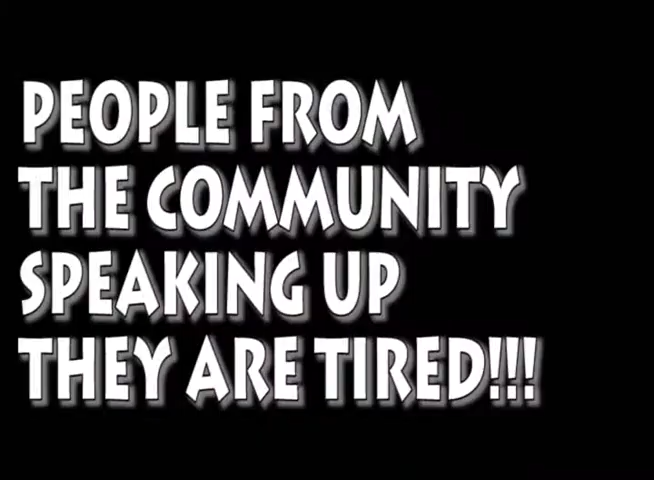 PEOPLE FROM
THE COMMUNITY
SPEAKING UP
THEY ARE TIRED!!!